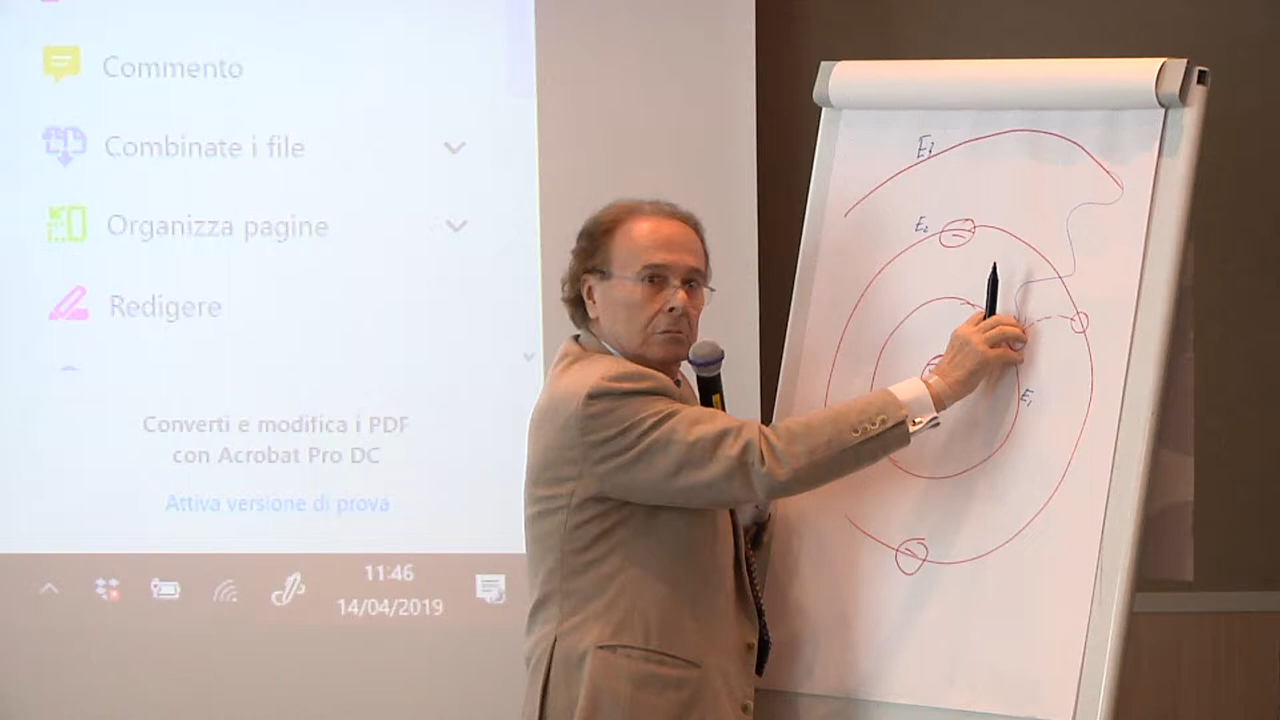 Commento
Combinate i file
Organizza pagine
Redigere
Converti e modifica i PDF
con Acrobat Pro DC
Attiva versione di prova
11:46
14/04/2019
E2
E1